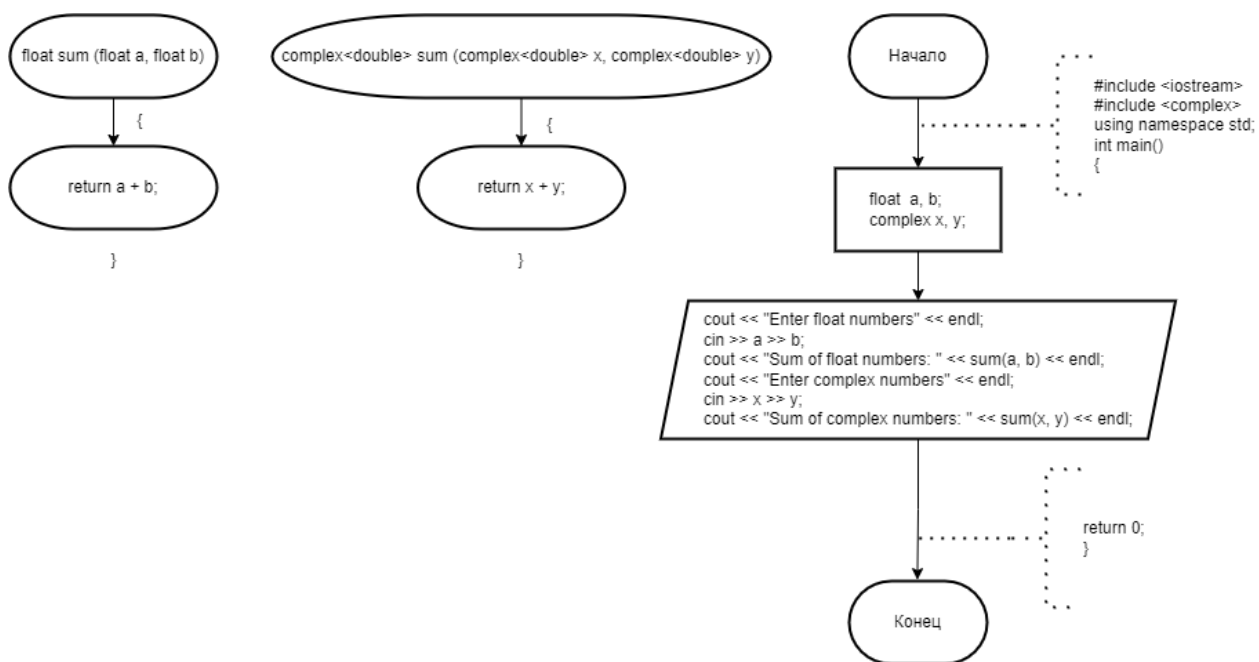 float sum (float a, float b)
{
return a + b;
}
complex<double> sum (complex<double> x, complex<double> y)
{
return x + y;
}
Начало
#include <iostream>
#include <complex>
using namespace std;
int main()
{
float  a, b;
complex x, y;
cout << "Enter float numbers" << endl;
cin >> a >> b;
cout << "Sum of float numbers: " << sum(a, b) << endl;
cout << "Enter complex numbers" << endl;
cin >> x >> y;
cout << "Sum of complex numbers: " << sum(x, y) << endl;
return 0;
}
Конец